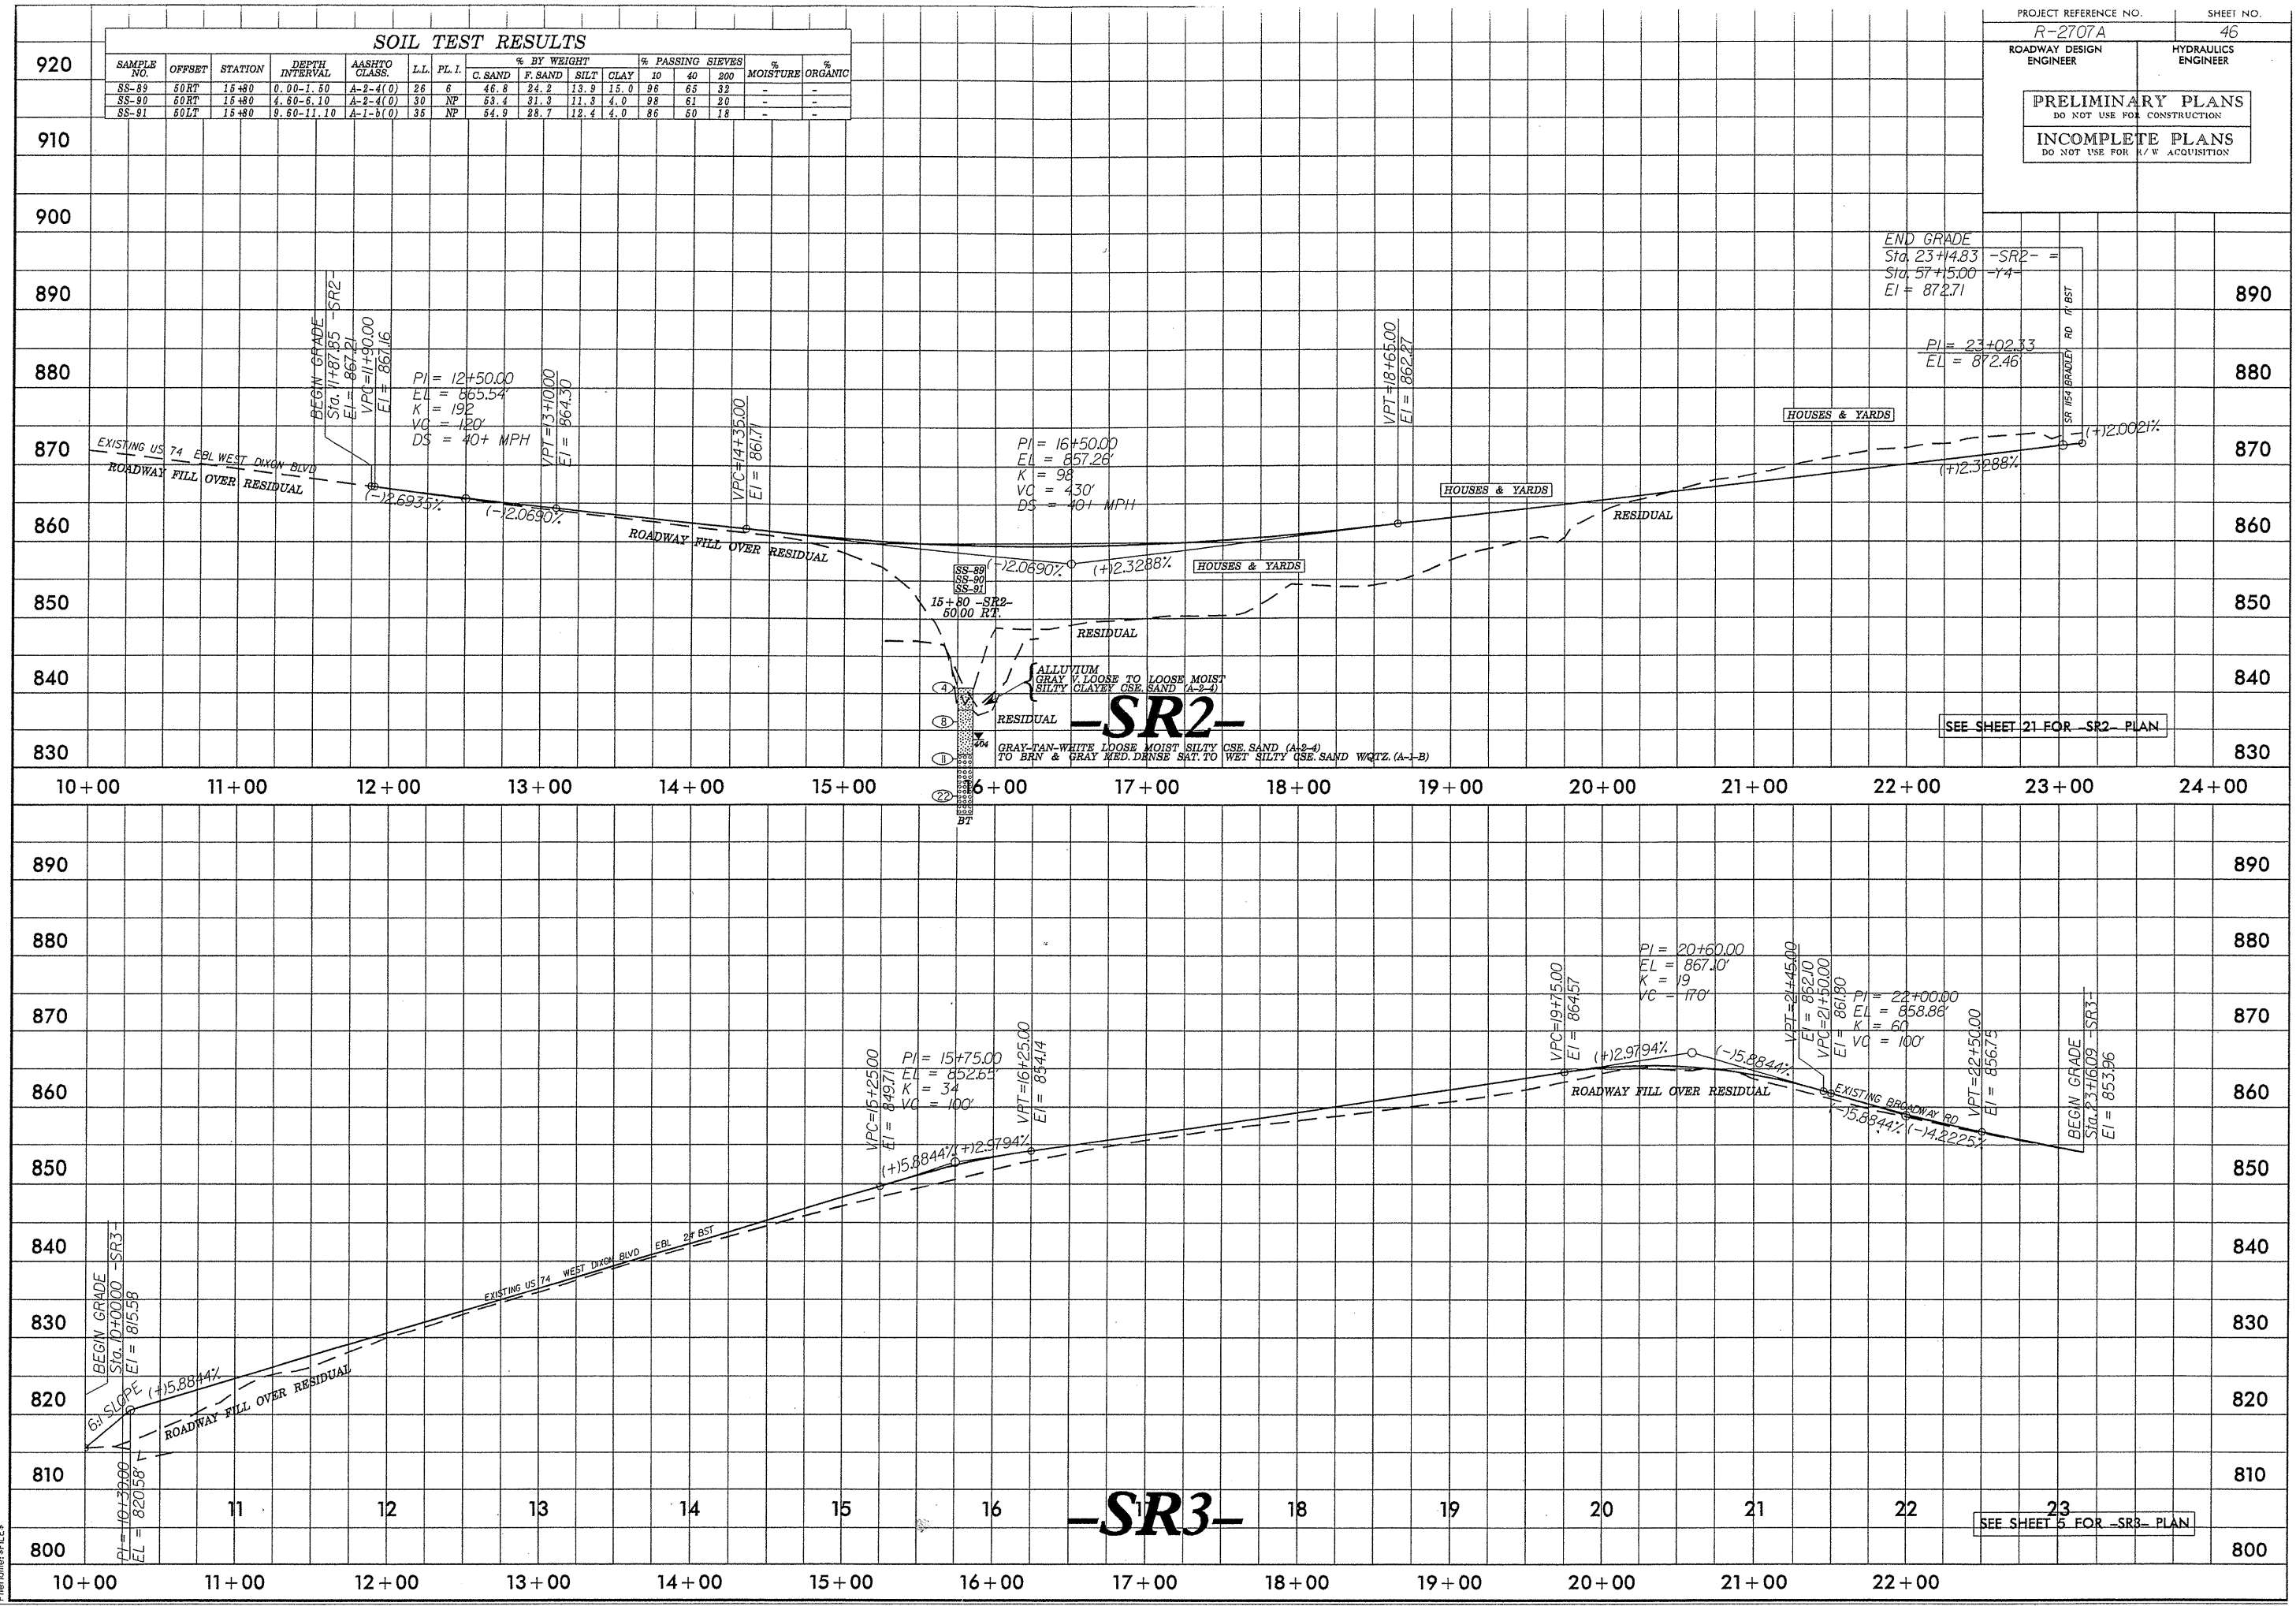 PROJECT REFERENCE NO. SHEET NO.
R-2707A 46
ROADWAY DESIGN ENGINEER HYDRAULICS ENGINEER
PRELIMINARY PLANS
DO NOT USE FOR CONSTRUCTION
INCOMPLETE PLANS
DO NOT USE FOR R/W ACQUISITION
SOIL TEST RESULTS
SAMPLE NO. OFFSET STATION DEPTH INTERVAL AASHTO CLASS. L.L. PL. I. % BY WEIGHT C. SAND F. SAND SILT CLAY % PASSING SIEVES 10 40 200 % MOISTURE % ORGANIC
SS-89 50RT 15+80 0.00-1.50 A-2-4(0) 26 6 46.8 24.2 13.9 15.0 96 65 32 - -
SS-90 50RT 15+80 4.60-6.10 A-2-4(0) 30 NP 53.4 31.3 11.3 4.0 98 61 20 - -
SS-91 50LT 15+80 9.60-11.10 A-1-b(0) 35 NP 54.9 28.7 12.4 4.0 86 50 18 - -
920
910
900
890 890
880 880
870 870
860 860
850 850
840 840
830 830
BEGIN GRADE
Sta. 11+87.85 -SR2-
El = 867.21
VPC=11+90.00
El = 867.16
PI = 12+50.00
EL = 865.54'
K = 192
VC = 120'
DS = 40+ MPH
VPT=13+10.00
El = 864.30
VPC=14+35.00
El = 861.71
PI = 16+50.00
EL = 857.26'
K = 98
VC = 430'
DS = 40+ MPH
VPT=18+65.00
El = 862.27
END GRADE
Sta. 23+14.83 -SR2- =
Sta. 57+15.00 -Y4-
El = 872.71
PI = 23+02.33
EL = 872.46
SR 1154 BRADLEY RD 17' BST
EXISTING US 74 EBL WEST DIXON BLVD
ROADWAY FILL OVER RESIDUAL
(-)2.6935%
(-)2.0690%
ROADWAY FILL OVER RESIDUAL
(-)2.0690%
(+)2.3288%
HOUSES & YARDS
HOUSES & YARDS
HOUSES & YARDS
(+)2.3288%
(+)2.0021%
RESIDUAL
RESIDUAL
SS-89
SS-90
SS-91
15+80 -SR2-
50.00 RT.
ALLUVIUM
GRAY V. LOOSE TO LOOSE MOIST
SILTY CLAYEY CSE. SAND (A-2-4)
4
8
11
22
RESIDUAL
GRAY-TAN-WHITE LOOSE MOIST SILTY CSE. SAND (A-2-4)
TO BRN & GRAY MED. DENSE SAT. TO WET SILTY CSE. SAND W/QTZ. (A-1-B)
BT
-SR2-
SEE SHEET 21 FOR -SR2- PLAN
10+00 11+00 12+00 13+00 14+00 15+00 16+00 17+00 18+00 19+00 20+00 21+00 22+00 23+00 24+00
890 890
880 880
870 870
860 860
850 850
840 840
830 830
820 820
810 810
800 800
BEGIN GRADE
Sta. 10+00.00 -SR3-
El = 815.58
6:1 SLOPE
(+)5.8844%
PI = 10+30.00
EL = 820.58'
ROADWAY FILL OVER RESIDUAL
EXISTING US 74 WEST DIXON BLVD EBL 24' BST
VPC=15+25.00
El = 849.71
PI = 15+75.00
EL = 852.65'
K = 34
VC = 100'
VPT=16+25.00
El = 854.14
(+)5.8844%
(+)2.9794%
VPC=19+75.00
El = 864.57
PI = 20+60.00
EL = 867.10'
K = 19
VC = 170'
(+)2.9794%
(-)5.8844%
ROADWAY FILL OVER RESIDUAL
VPT=21+45.00
El = 862.10
VPC=21+50.00
El = 861.80
PI = 22+00.00
EL = 858.86'
K = 60
VC = 100'
VPT=22+50.00
El = 856.75
EXISTING BROADWAY RD
(-)5.8844%
(-)4.2225%
BEGIN GRADE
Sta. 23+16.09 -SR3-
El = 853.96
11 12 13 14 15 16 17 18 19 20 21 22 23
-SR3-
SEE SHEET 5 FOR -SR3- PLAN
10+00 11+00 12+00 13+00 14+00 15+00 16+00 17+00 18+00 19+00 20+00 21+00 22+00